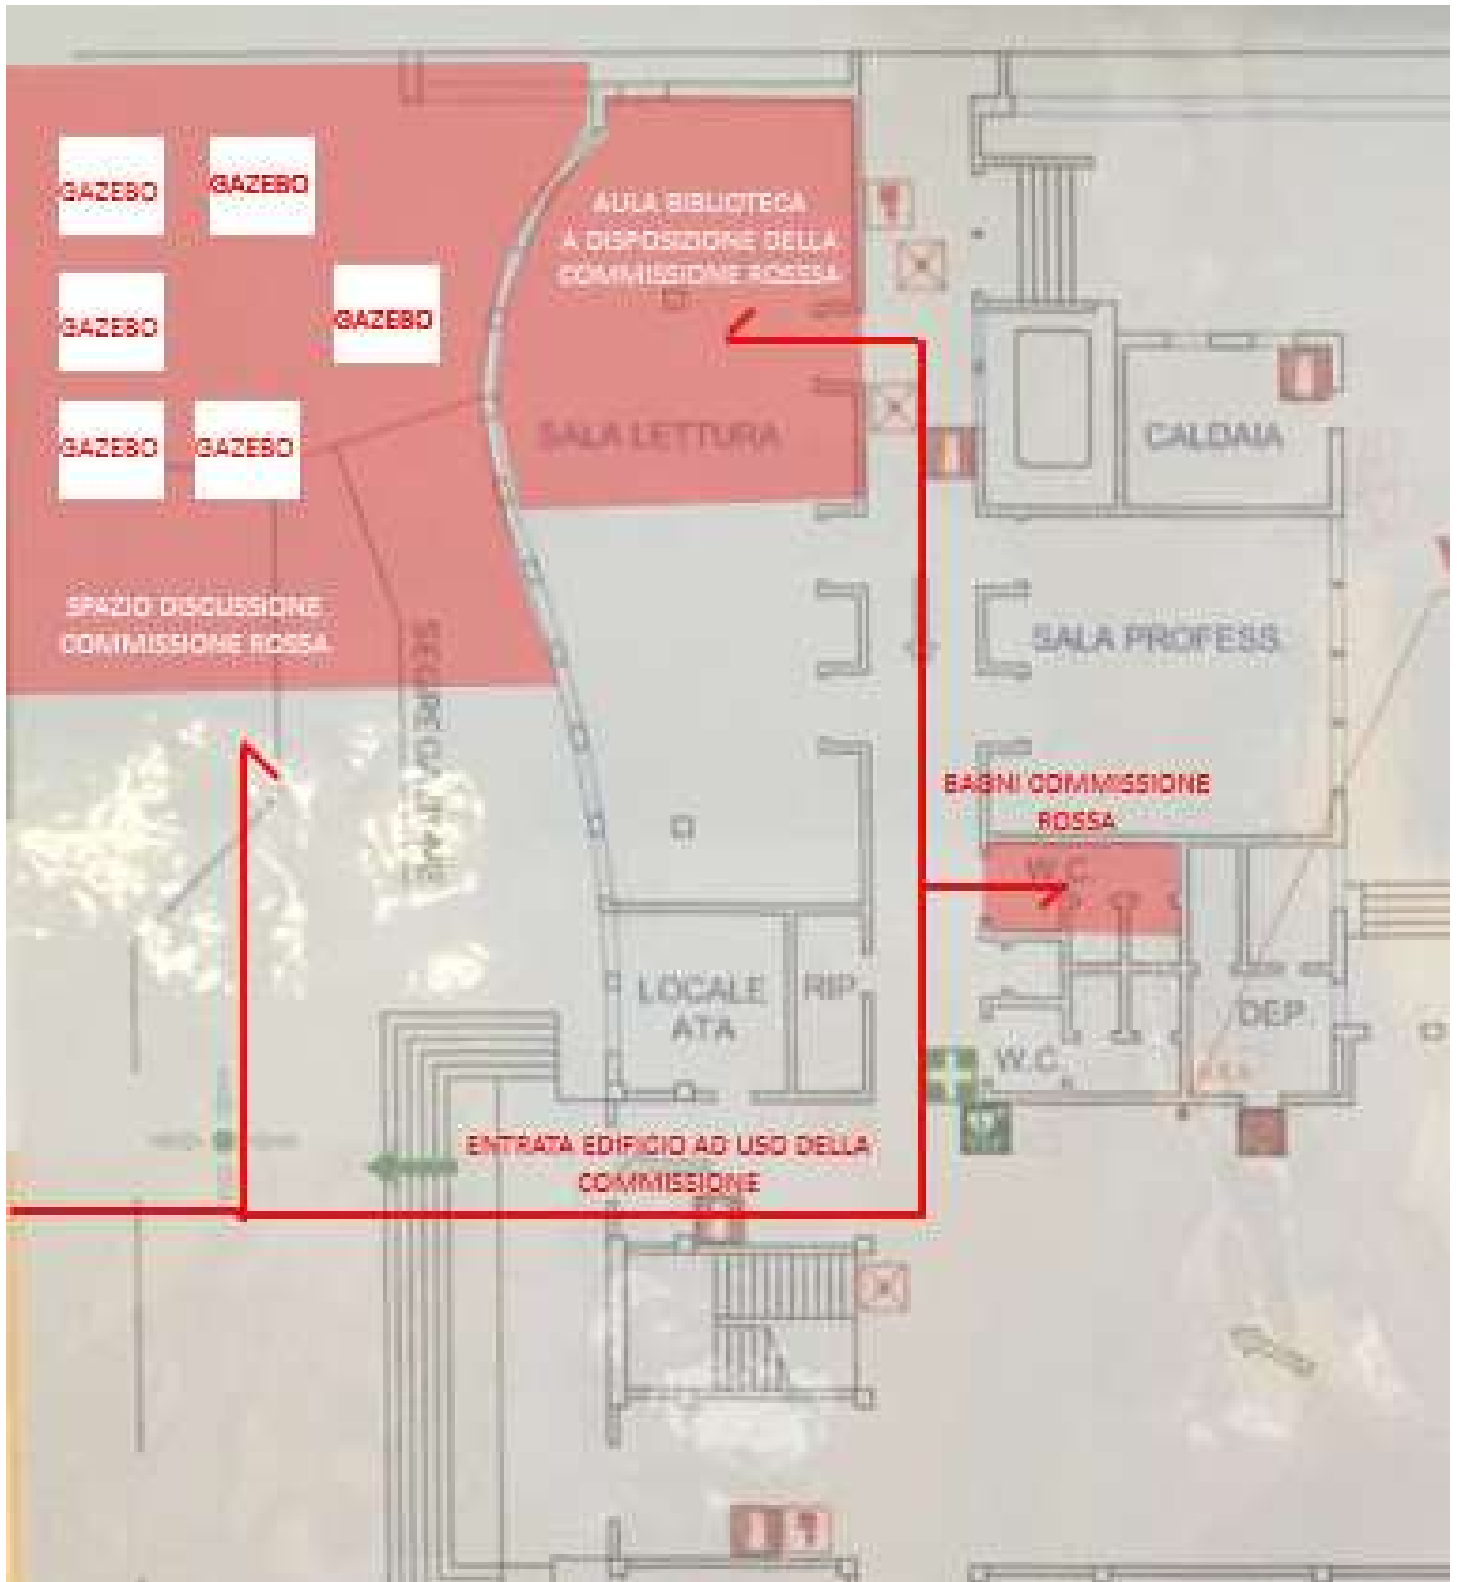 GAZEBO
GAZEBO
GAZEBO
GAZEBO
GAZEBO
GAZEBO
AULA BIBLIOTECA
A DISPOSIZIONE DELLA
COMMISSIONE ROSSSA
SALA LETTURA
CALDAIA
SPAZIO DISCUSSIONE
COMMISSIONE ROSSA
SALA PROFESS.
BAGNI COMMISSIONE
ROSSA
W.C.
LOCALE
ATA
RIP.
DEP.
W.C.
ENTRATA EDIFICIO AD USO DELLA
COMMISSIONE